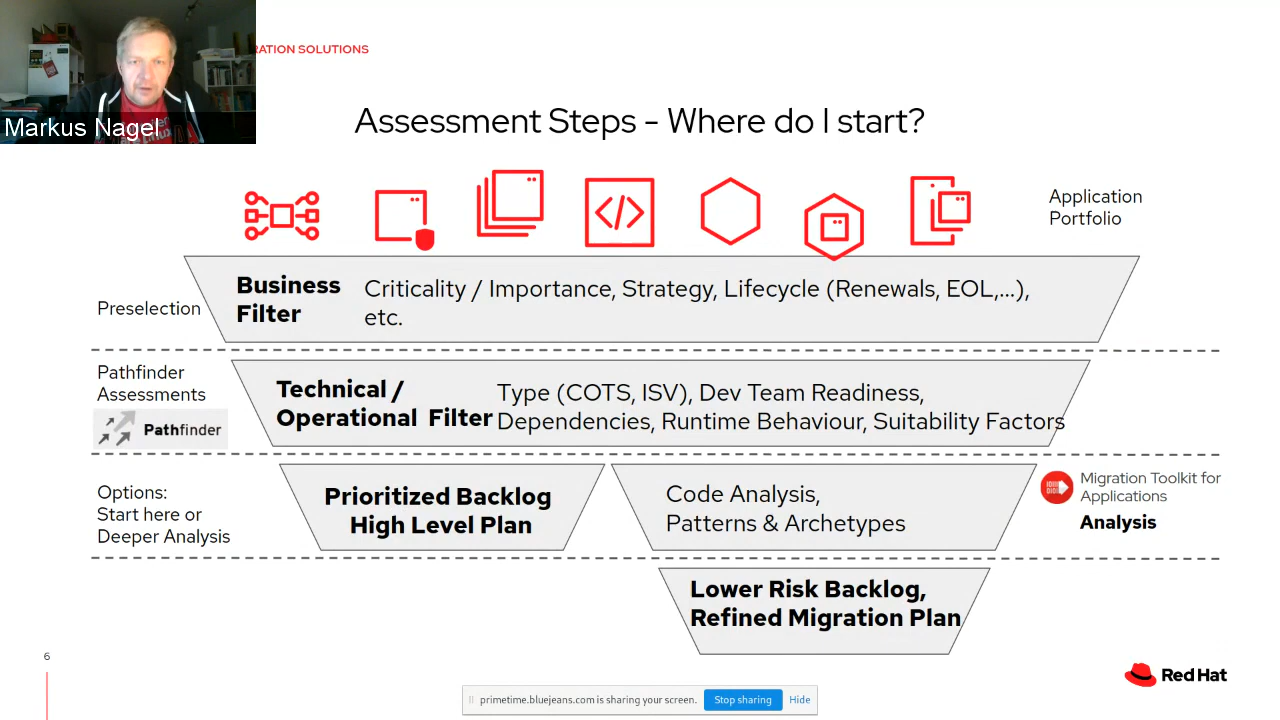 RATION SOLUTIONS
Markus Nagel
Assessment Steps - Where do I start?
Application
Portfolio
Preselection
Business
Filter
Criticality / Importance, Strategy, Lifecycle (Renewals, EOL,...),
etc.
Pathfinder
Assessments
Pathfinder
Technical /
Operational Filter
Type (COTS, ISV), Dev Team Readiness,
Dependencies, Runtime Behaviour, Suitability Factors
Options:
Start here or
Deeper Analysis
Prioritized Backlog
High Level Plan
Code Analysis,
Patterns & Archetypes
Migration Toolkit for
Applications
Analysis
Lower Risk Backlog,
Refined Migration Plan
6
Red Hat
primetime.bluejeans.com is sharing your screen.
Stop sharing
Hide